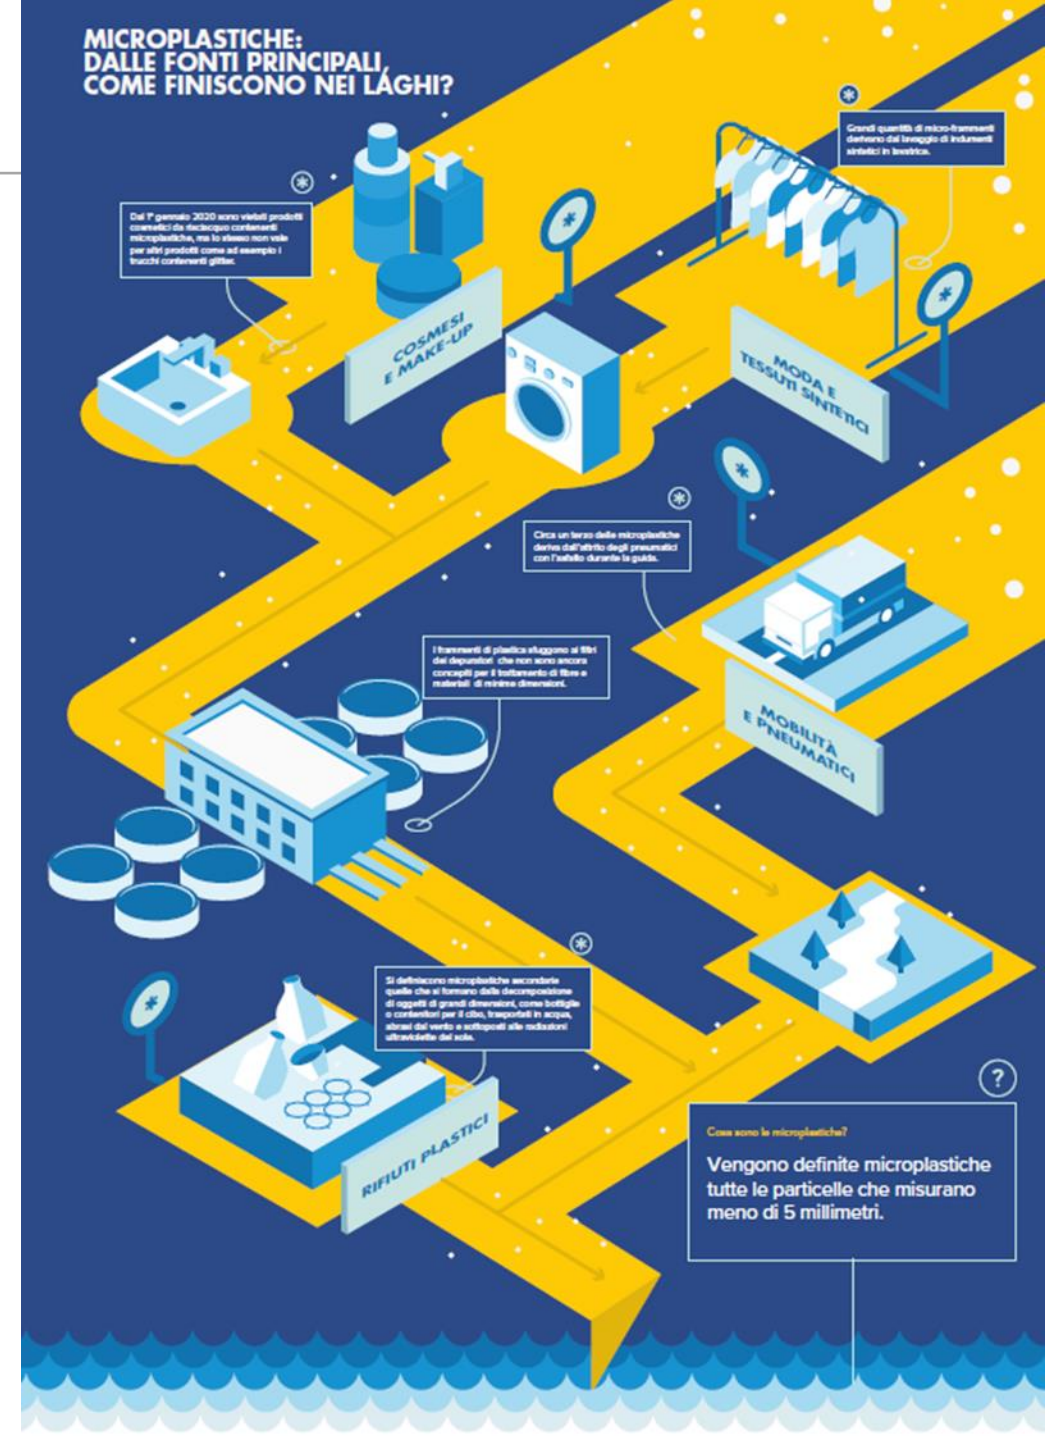 MICROPLASTICHE:
DALLE FONTI PRINCIPALI,
COME FINISCONO NEI LAGHI?
Grandi quantità di micro-frammenti
derivano dal lavaggio di indumenti
sintetici in lavatrice.
Dal 1° gennaio 2020 sono vietati prodotti
cosmetici da risciacquo contenenti
microplastiche, ma lo stesso non vale
per altri prodotti come ad esempio i
trucchi contenenti glitter.
COSMESI
E MAKE-UP
MODA E
TESSUTI SINTETICI
Circa un terzo delle microplastiche
deriva dall'attrito degli pneumatici
con l'asfalto durante la guida.
I frammenti di plastica sfuggono ai filtri
dei depuratori che non sono ancora
concepiti per il trattamento di fibre e
materiali di minime dimensioni.
MOBILITÀ
E PNEUMATICI
Si definiscono microplastiche secondarie
quelle che si formano dalla decomposizione
di oggetti di grandi dimensioni, come bottiglie
o contenitori per il cibo, trasportati in acqua,
abrasi dal vento e sottoposti alle radiazioni
ultraviolette del sole.
RIFIUTI PLASTICI
?
Cosa sono le microplastiche?
Vengono definite microplastiche
tutte le particelle che misurano
meno di 5 millimetri.